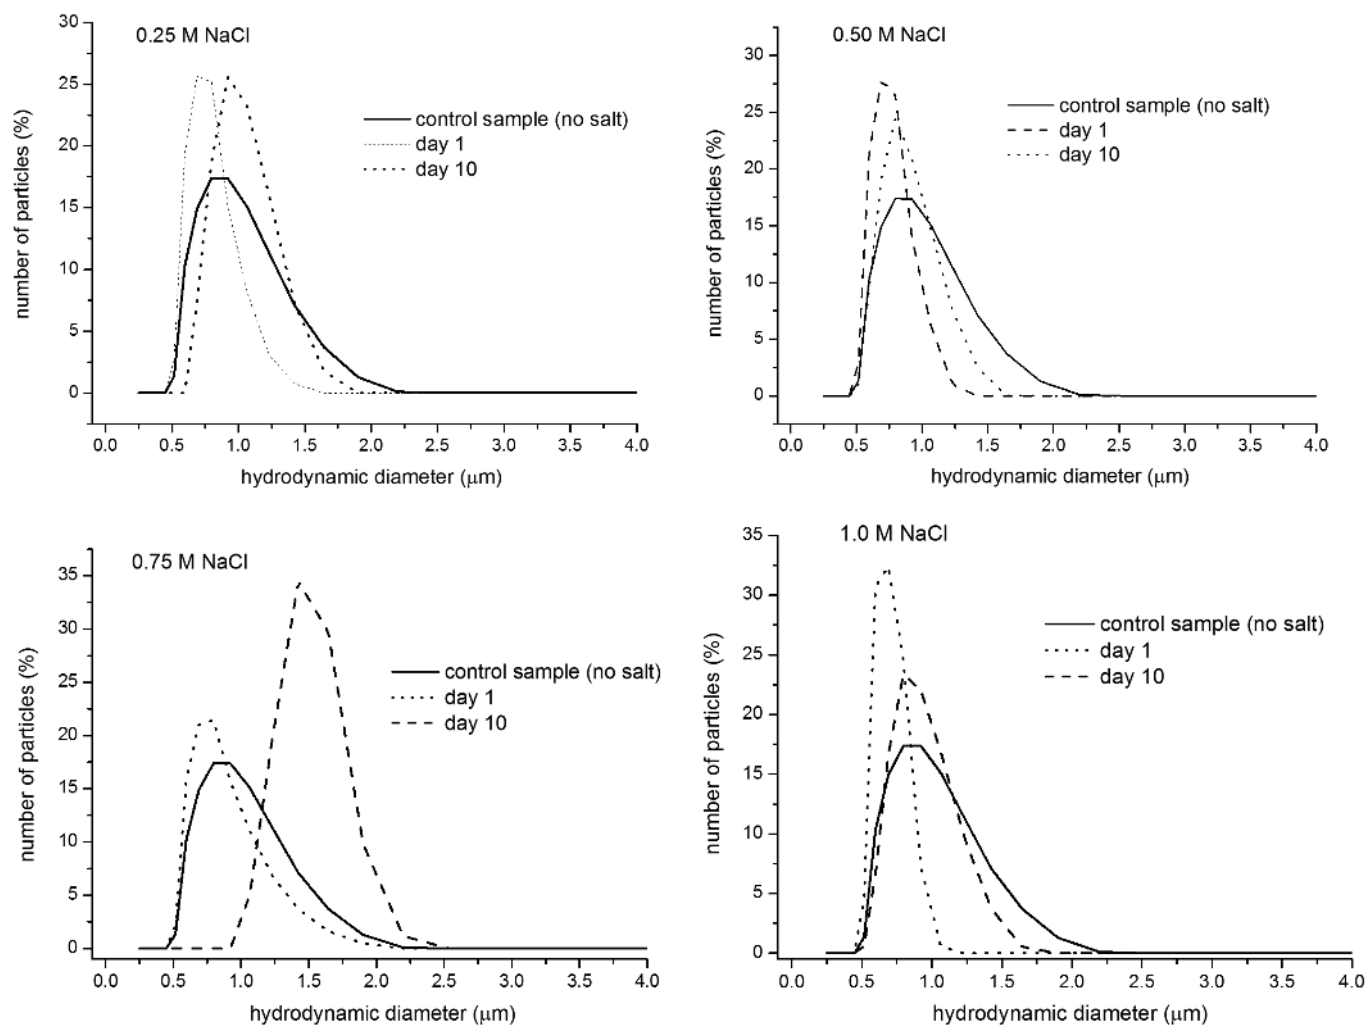 0.25 M NaCl
number of particles (%)
30
25
20
15
10
5
0
control sample (no salt)
day 1
day 10
0.0 0.5 1.0 1.5 2.0 2.5 3.0 3.5 4.0
hydrodynamic diameter (μm)
0.50 M NaCl
number of particles (%)
30
25
20
15
10
5
0
control sample (no salt)
day 1
day 10
0.0 0.5 1.0 1.5 2.0 2.5 3.0 3.5 4.0
hydrodynamic diameter (μm)
0.75 M NaCl
number of particles (%)
35
30
25
20
15
10
5
0
control sample (no salt)
day 1
day 10
0.0 0.5 1.0 1.5 2.0 2.5 3.0 3.5 4.0
hydrodynamic diameter (μm)
1.0 M NaCl
number of particles (%)
35
30
25
20
15
10
5
0
control sample (no salt)
day 1
day 10
0.0 0.5 1.0 1.5 2.0 2.5 3.0 3.5 4.0
hydrodynamic diameter (μm)